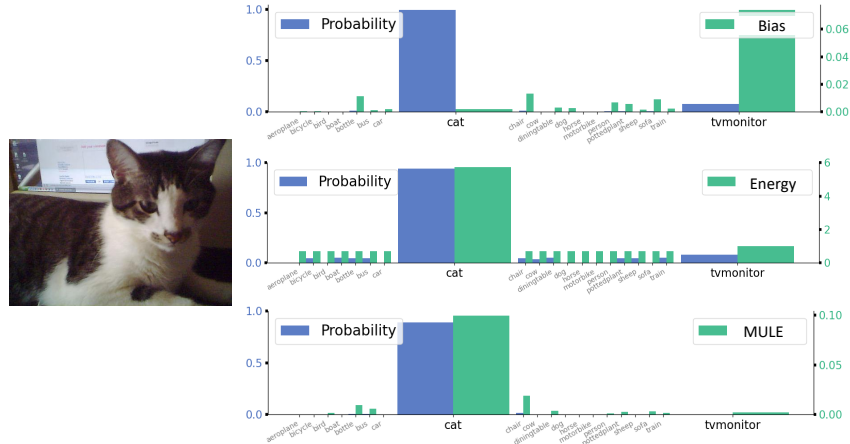 1.0
0.5
0.0
Probability
Bias
0.06
0.04
0.02
0.00
aeroplane
bicycle
bird
boat
bottle
bus
car
cat
chair
cow
diningtable
dog
horse
motorbike
person
pottedplant
sheep
sofa
train
tvmonitor
1.0
0.5
0.0
Probability
Energy
6
4
2
0
aeroplane
bicycle
bird
boat
bottle
bus
car
cat
chair
cow
diningtable
dog
horse
motorbike
person
pottedplant
sheep
sofa
train
tvmonitor
1.0
0.5
0.0
Probability
MULE
0.10
0.05
0.00
aeroplane
bicycle
bird
boat
bottle
bus
car
cat
chair
cow
diningtable
dog
horse
motorbike
person
pottedplant
sheep
sofa
train
tvmonitor